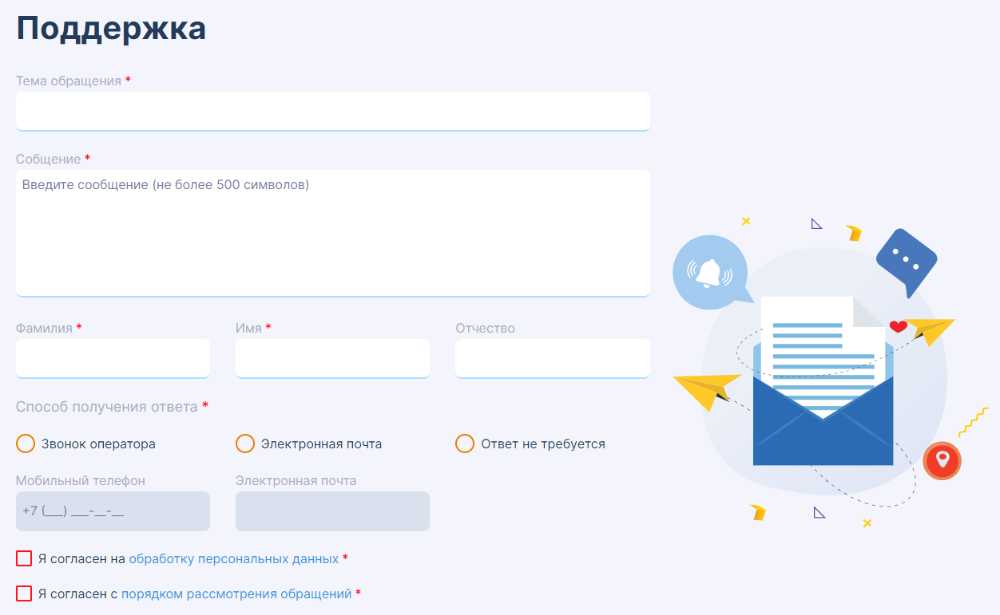 Поддержка
Тема обращения *
Собщение *
Введите сообщение (не более 500 символов)
Фамилия * Имя * Отчество
Способ получения ответа *
Звонок оператора Электронная почта Ответ не требуется
Мобильный телефон Электронная почта
+7 (___) ___-__-__
Я согласен на обработку персональных данных *
Я согласен с порядком рассмотрения обращений *